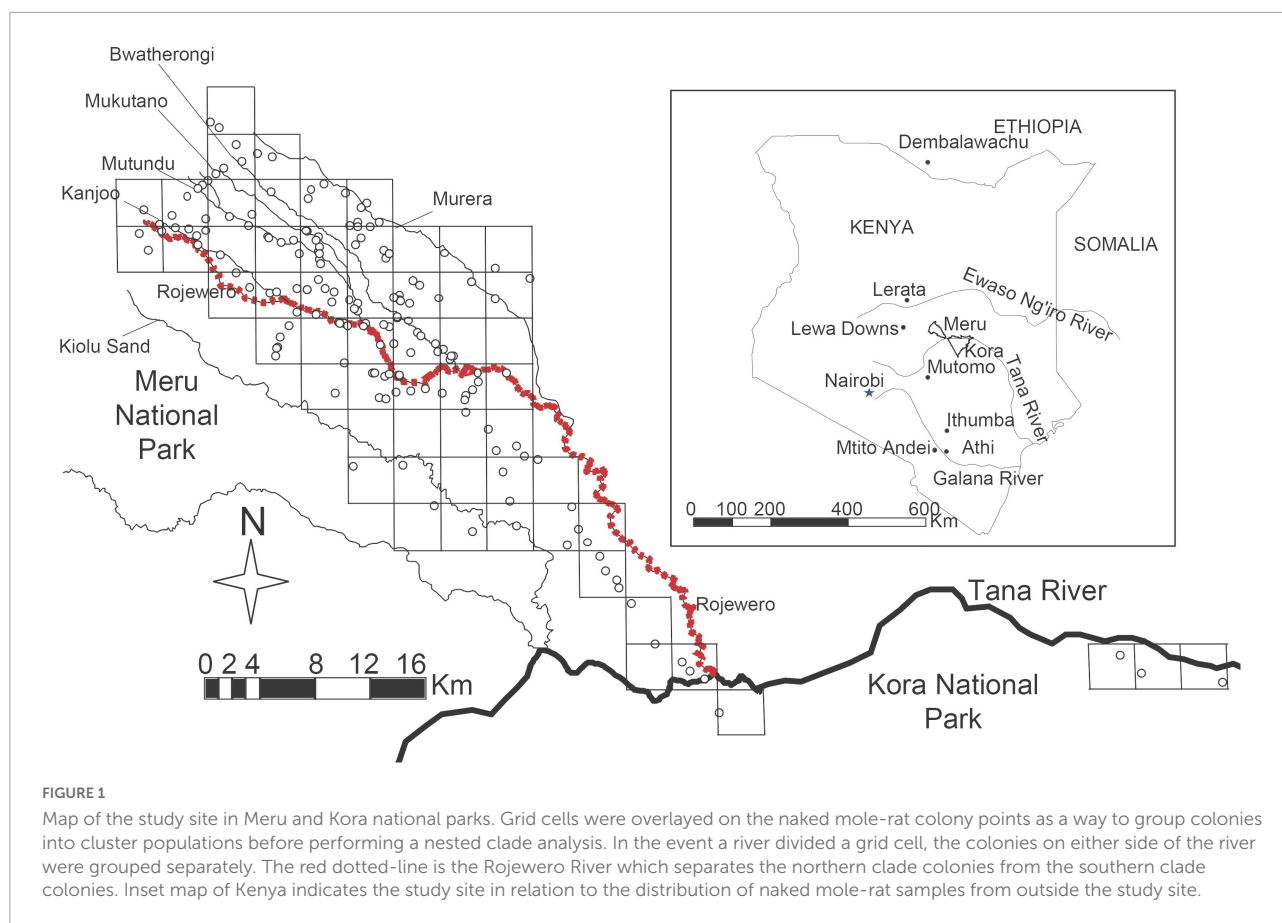 Bwatherongi
Mukutano
Mutundu
Kanjoo
Murera
Rojewero
Kiolu Sand
Meru
National
Park
N
0 2 4 8 12 16
Km
Rojewero
Tana River
Kora National
Park
ETHIOPIA
Dembalawachu
KENYA
SOMALIA
Ewaso Ng'iro River
Lerata
Lewa Downs
Meru
Kora
Mutomo
Tana River
Nairobi
Ithumba
Mtito Andei
Athi
Galana River
0 100 200 400 600
Km
FIGURE 1
Map of the study site in Meru and Kora national parks. Grid cells were overlayed on the naked mole-rat colony points as a way to group colonies
into cluster populations before performing a nested clade analysis. In the event a river divided a grid cell, the colonies on either side of the river
were grouped separately. The red dotted-line is the Rojewero River which separates the northern clade colonies from the southern clade
colonies. Inset map of Kenya indicates the study site in relation to the distribution of naked mole-rat samples from outside the study site.